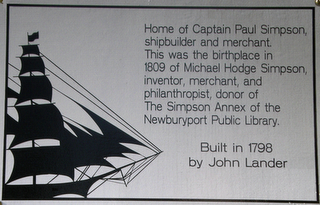 Home of Captain Paul Simpson,
shipbuilder and merchant.
This was the birthplace in
1809 of Michael Hodge Simpson,
inventor, merchant, and
philanthropist, donor of
The Simpson Annex of the
Newburyport Public Library.
Built in 1798
by John Lander